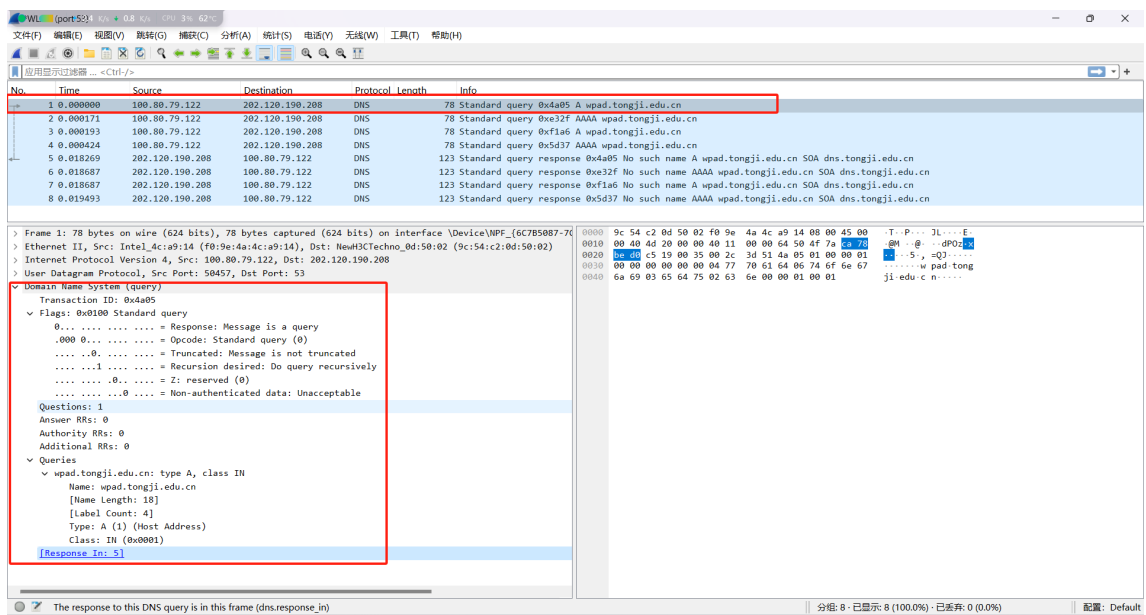 (port 53) K/s 0.8 K/s CPU 3% 62°C
文件(F) 编辑(E) 视图(V) 跳转(G) 捕获(C) 分析(A) 统计(S) 电话(Y) 无线(W) 工具(T) 帮助(H)
应用显示过滤器 … <Ctrl-/>
No. Time Source Destination Protocol Length Info
1 0.000000 100.80.79.122 202.120.190.208 DNS 78 Standard query 0x4a05 A wpad.tongji.edu.cn
2 0.000171 100.80.79.122 202.120.190.208 DNS 78 Standard query 0xe32f AAAA wpad.tongji.edu.cn
3 0.000193 100.80.79.122 202.120.190.208 DNS 78 Standard query 0xf1a6 A wpad.tongji.edu.cn
4 0.000424 100.80.79.122 202.120.190.208 DNS 78 Standard query 0x5d37 AAAA wpad.tongji.edu.cn
5 0.018269 202.120.190.208 100.80.79.122 DNS 123 Standard query response 0x4a05 No such name A wpad.tongji.edu.cn SOA dns.tongji.edu.cn
6 0.018687 202.120.190.208 100.80.79.122 DNS 123 Standard query response 0xe32f No such name AAAA wpad.tongji.edu.cn SOA dns.tongji.edu.cn
7 0.018687 202.120.190.208 100.80.79.122 DNS 123 Standard query response 0xf1a6 No such name A wpad.tongji.edu.cn SOA dns.tongji.edu.cn
8 0.019493 202.120.190.208 100.80.79.122 DNS 123 Standard query response 0x5d37 No such name AAAA wpad.tongji.edu.cn SOA dns.tongji.edu.cn
> Frame 1: 78 bytes on wire (624 bits), 78 bytes captured (624 bits) on interface \Device\NPF_{6C7B5087-7
> Ethernet II, Src: Intel_4c:a9:14 (f0:9e:4a:4c:a9:14), Dst: NewH3CTechno_0d:50:02 (9c:54:c2:0d:50:02)
> Internet Protocol Version 4, Src: 100.80.79.122, Dst: 202.120.190.208
> User Datagram Protocol, Src Port: 50457, Dst Port: 53
Domain Name System (query)
Transaction ID: 0x4a05
Flags: 0x0100 Standard query
0... .... .... .... = Response: Message is a query
.000 0... .... .... = Opcode: Standard query (0)
.... ..0. .... .... = Truncated: Message is not truncated
.... ...1 .... .... = Recursion desired: Do query recursively
.... .... .0.. .... = Z: reserved (0)
.... .... ...0 .... = Non-authenticated data: Unacceptable
Questions: 1
Answer RRs: 0
Authority RRs: 0
Additional RRs: 0
Queries
wpad.tongji.edu.cn: type A, class IN
Name: wpad.tongji.edu.cn
[Name Length: 18]
[Label Count: 4]
Type: A (1) (Host Address)
Class: IN (0x0001)
[Response In: 5]
0000 9c 54 c2 0d 50 02 f0 9e 4a 4c a9 14 08 00 45 00 ·T··P··· JL····E·
0010 00 40 4d 20 00 00 40 11 00 00 64 50 4f 7a ca 78 ·@M ··@· ··dPOz·x
0020 be d0 c5 19 00 35 00 2c 3d 51 4a 05 01 00 00 01 ·····5·, =QJ·····
0030 00 00 00 00 00 00 04 77 70 61 64 06 74 6f 6e 67 ·······w pad·tong
0040 6a 69 03 65 64 75 02 63 6e 00 00 01 00 01 ji·edu·c n·····
The response to this DNS query is in this frame (dns.response_in)
分组: 8 · 已显示: 8 (100.0%) · 已丢弃: 0 (0.0%)
配置: Default